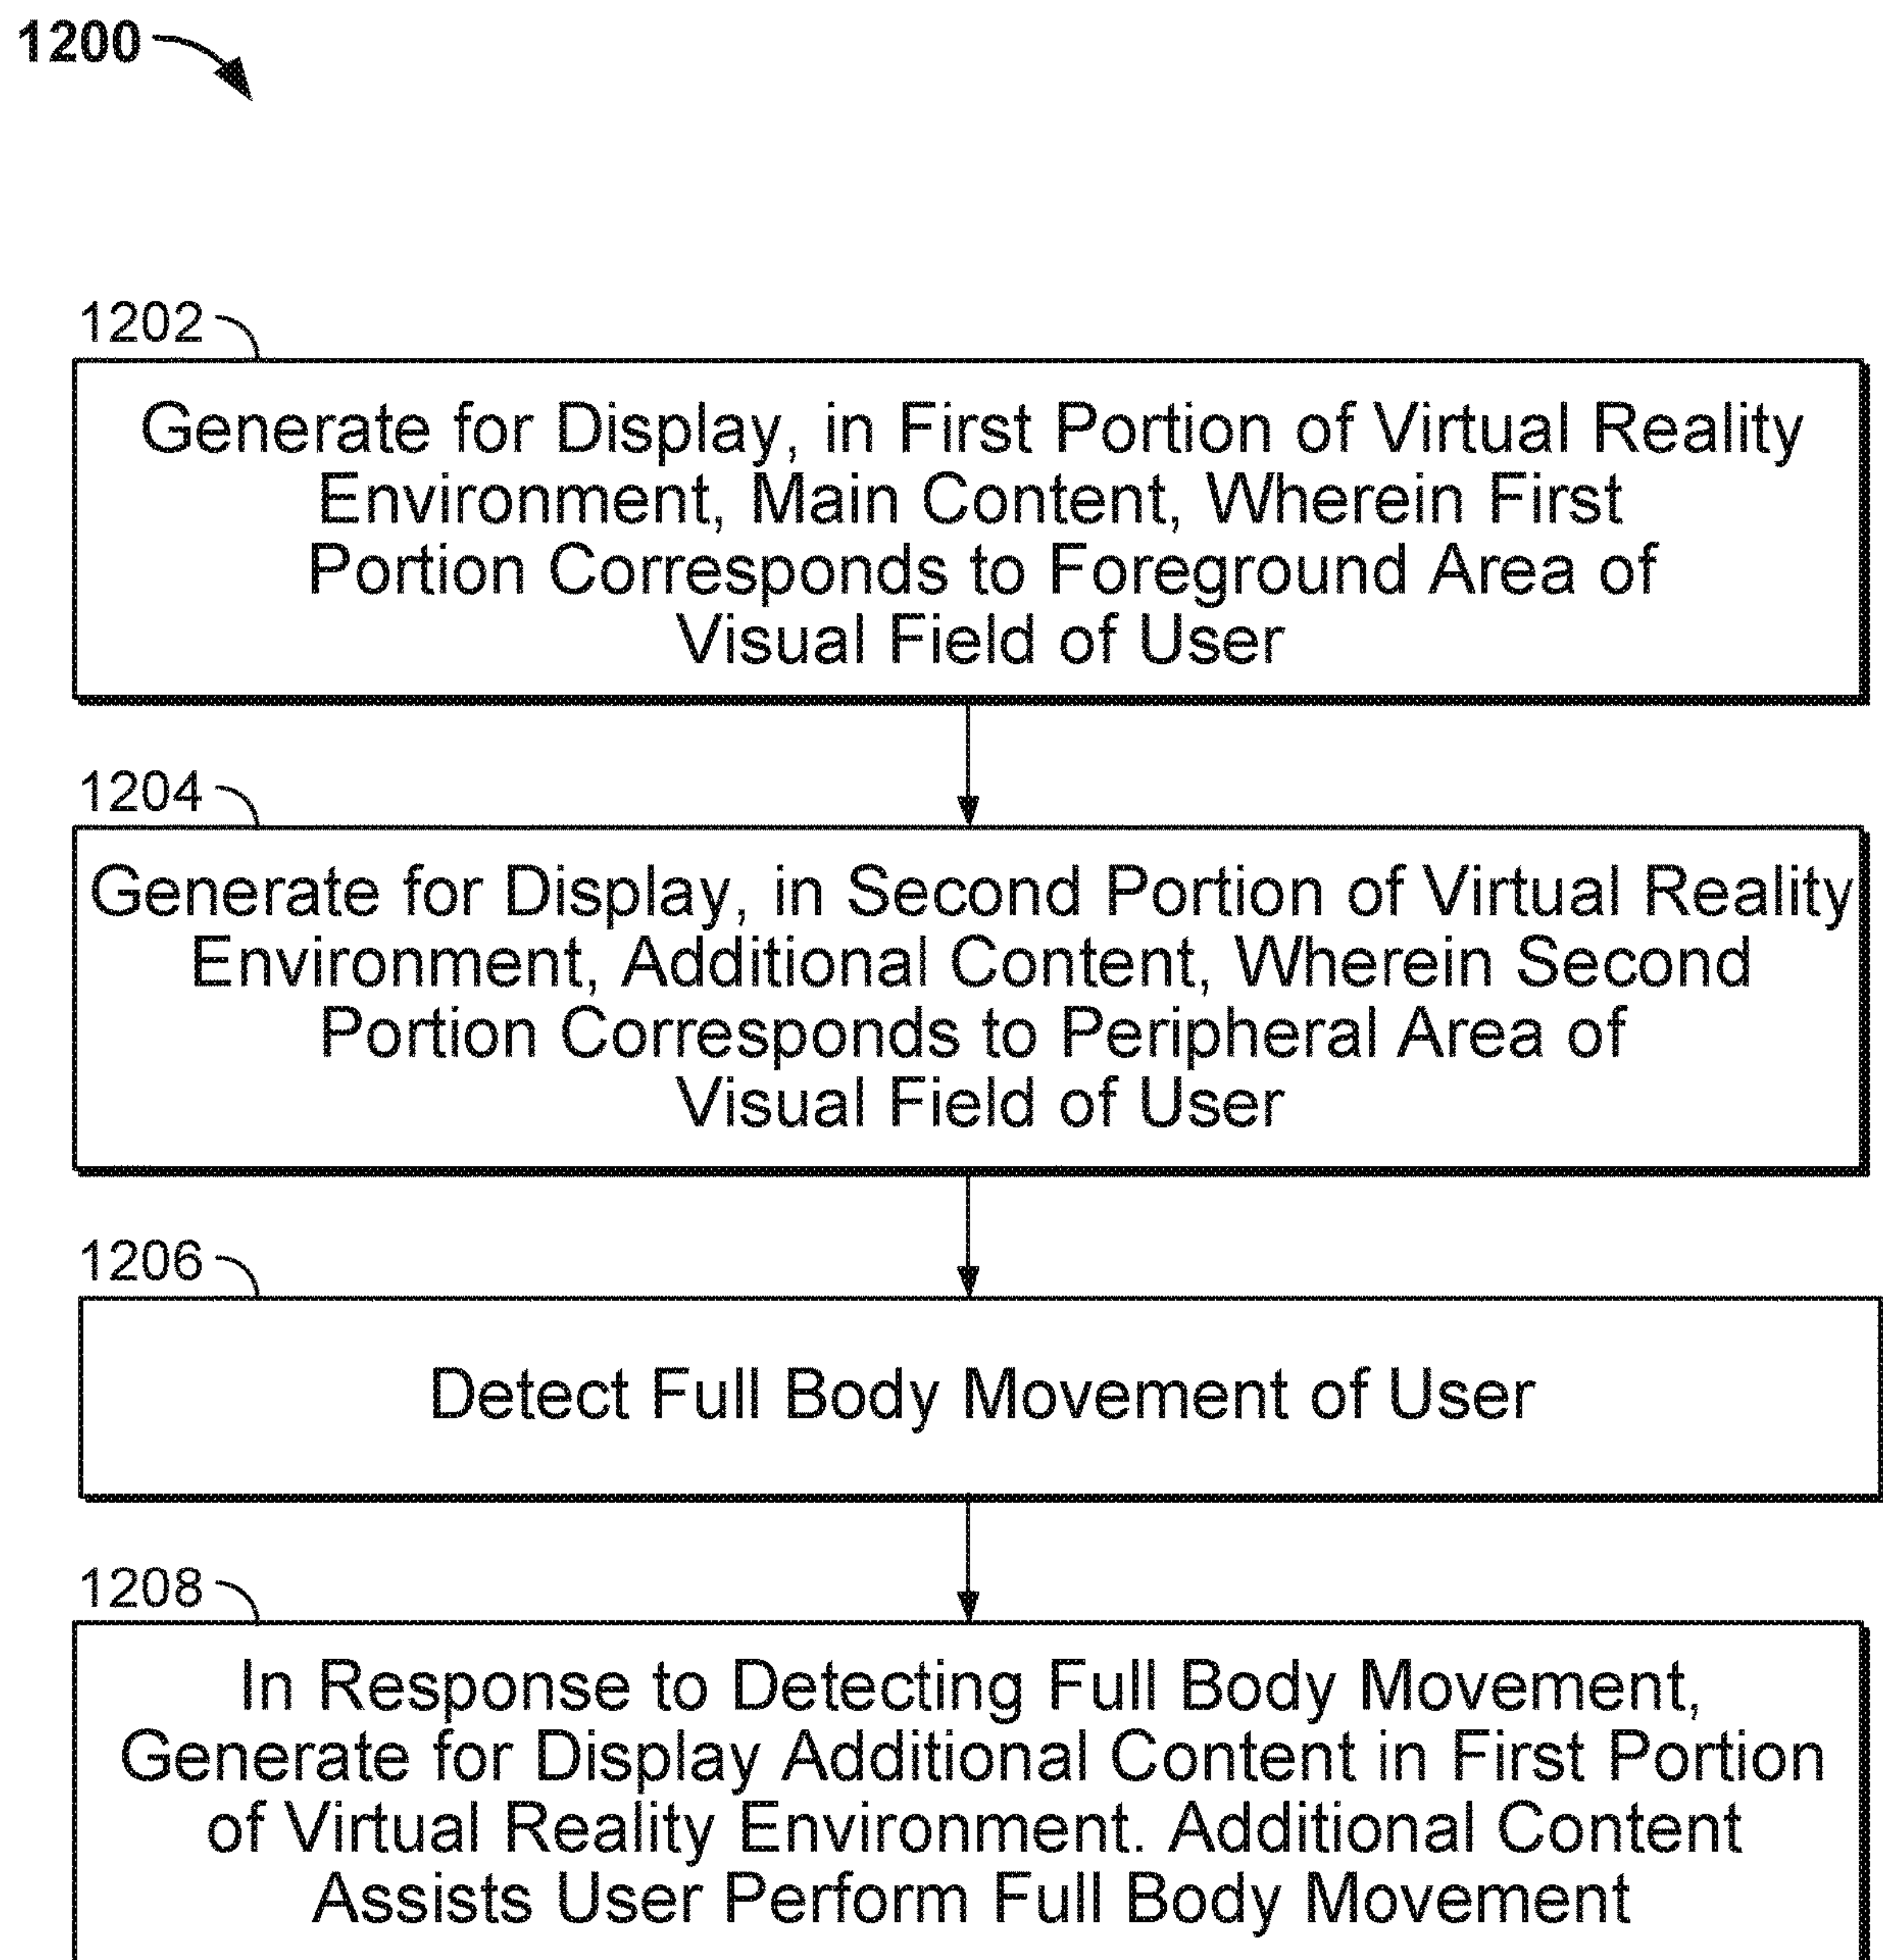 1200
1202
Generate for Display, in First Portion of Virtual Reality
Environment, Main Content, Wherein First
Portion Corresponds to Foreground Area of
Visual Field of User
1204
Generate for Display, in Second Portion of Virtual Reality
Environment, Additional Content, Wherein Second
Portion Corresponds to Peripheral Area of
Visual Field of User
1206
Detect Full Body Movement of User
1208
In Response to Detecting Full Body Movement,
Generate for Display Additional Content in First Portion
of Virtual Reality Environment. Additional Content
Assists User Perform Full Body Movement